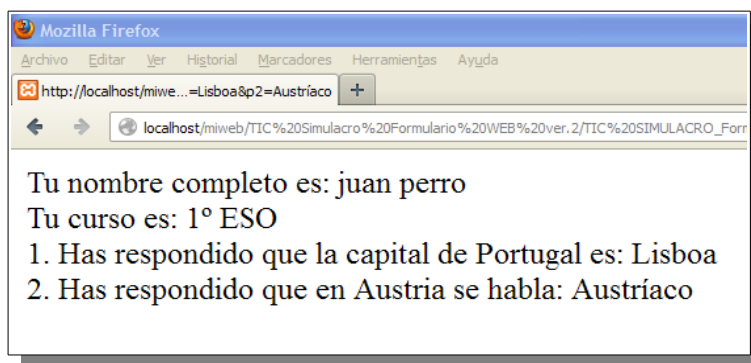 Mozilla Firefox
Archivo Editar Ver Historial Marcadores Herramientas Ayuda
http://localhost/miwe...=Lisboa&p2=Austríaco +
localhost/miweb/TIC%20Simulacro%20Formulario%20WEB%20ver.2/TIC%20SIMULACRO_Forr
Tu nombre completo es: juan perro
Tu curso es: 1º ESO
1. Has respondido que la capital de Portugal es: Lisboa
2. Has respondido que en Austria se habla: Austríaco